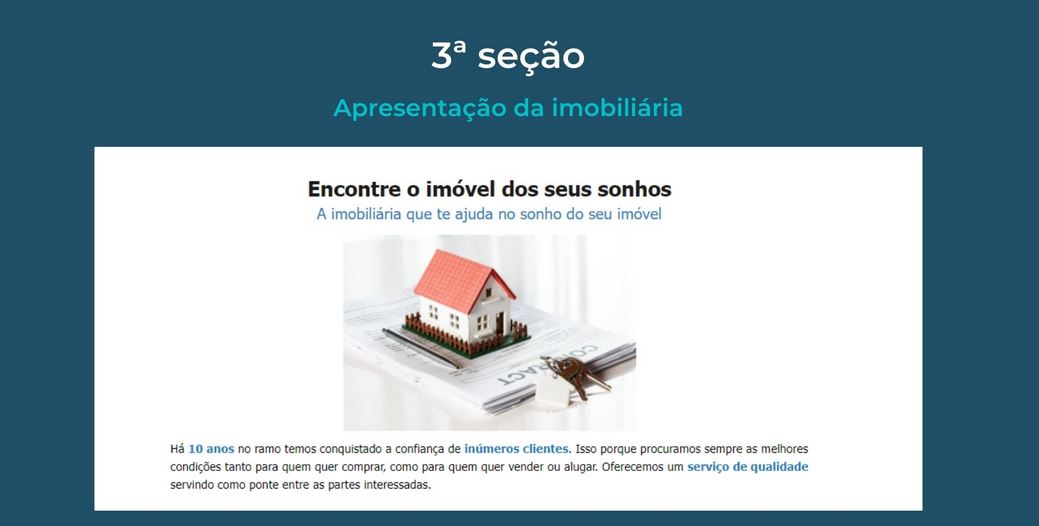 3ª seção
Apresentação da imobiliária
Encontre o imóvel dos seus sonhos
A imobiliária que te ajuda no sonho do seu imóvel
CONTRACT
Há 10 anos no ramo temos conquistado a confiança de inúmeros clientes. Isso porque procuramos sempre as melhores
condições tanto para quem quer comprar, como para quem quer vender ou alugar. Oferecemos um serviço de qualidade
servindo como ponte entre as partes interessadas.